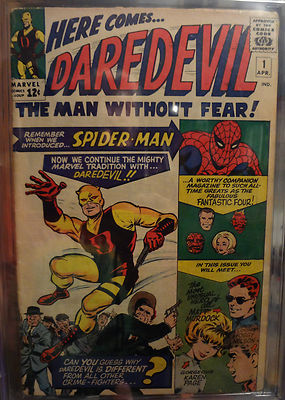 HERE COMES...
DAREDEVIL
THE MAN WITHOUT FEAR!
MARVEL
COMICS
GROUP
12¢
APPROVED
BY THE
COMICS
CODE
AUTHORITY
1
APR.
IND.
REMEMBER
WHEN WE
INTRODUCED...
SPIDER-MAN
NOW WE CONTINUE THE MIGHTY
MARVEL TRADITION WITH...
DAREDEVIL!!
...A WORTHY COMPANION
MAGAZINE TO SUCH ALL-
TIME GREATS AS THE
FABULOUS
FANTASTIC FOUR!
IN THIS ISSUE YOU
WILL MEET...
MATT
MURDOCK
GORGEOUS
KAREN
PAGE
CAN YOU GUESS WHY
DAREDEVIL IS DIFFERENT
FROM ALL OTHER
CRIME-FIGHTERS...
?